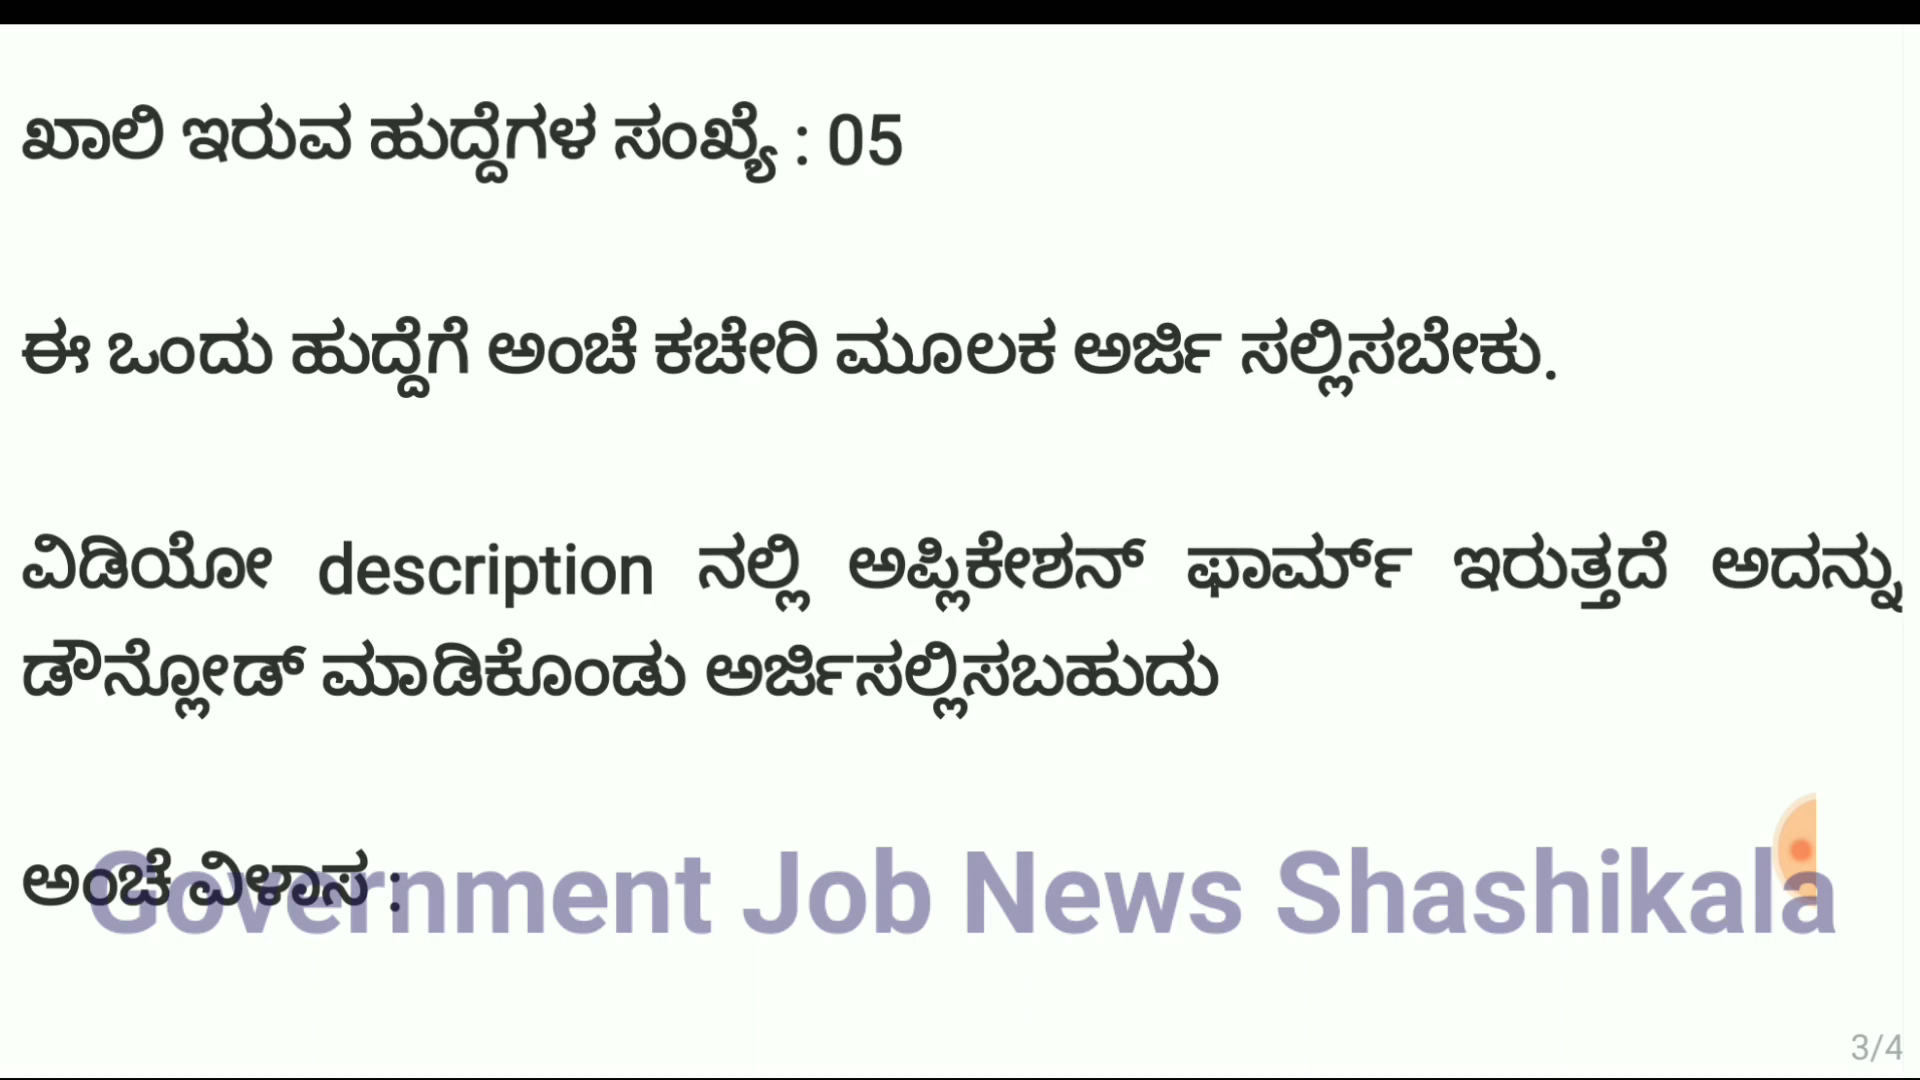 ಖಾಲಿ ಇರುವ ಹುದ್ದೆಗಳ ಸಂಖ್ಯೆ : 05
ಈ ಒಂದು ಹುದ್ದೆಗೆ ಅಂಚೆ ಕಚೇರಿ ಮೂಲಕ ಅರ್ಜಿ ಸಲ್ಲಿಸಬೇಕು.
ವಿಡಿಯೋ description ನಲ್ಲಿ ಅಪ್ಲಿಕೇಶನ್ ಫಾರ್ಮ್ ಇರುತ್ತದೆ ಅದನ್ನು
ಡೌನ್ಲೋಡ್ ಮಾಡಿಕೊಂಡು ಅರ್ಜಿಸಲ್ಲಿಸಬಹುದು
ಅಂಚೆ ವಿಳಾಸ :
Government Job News Shashikala
3/4